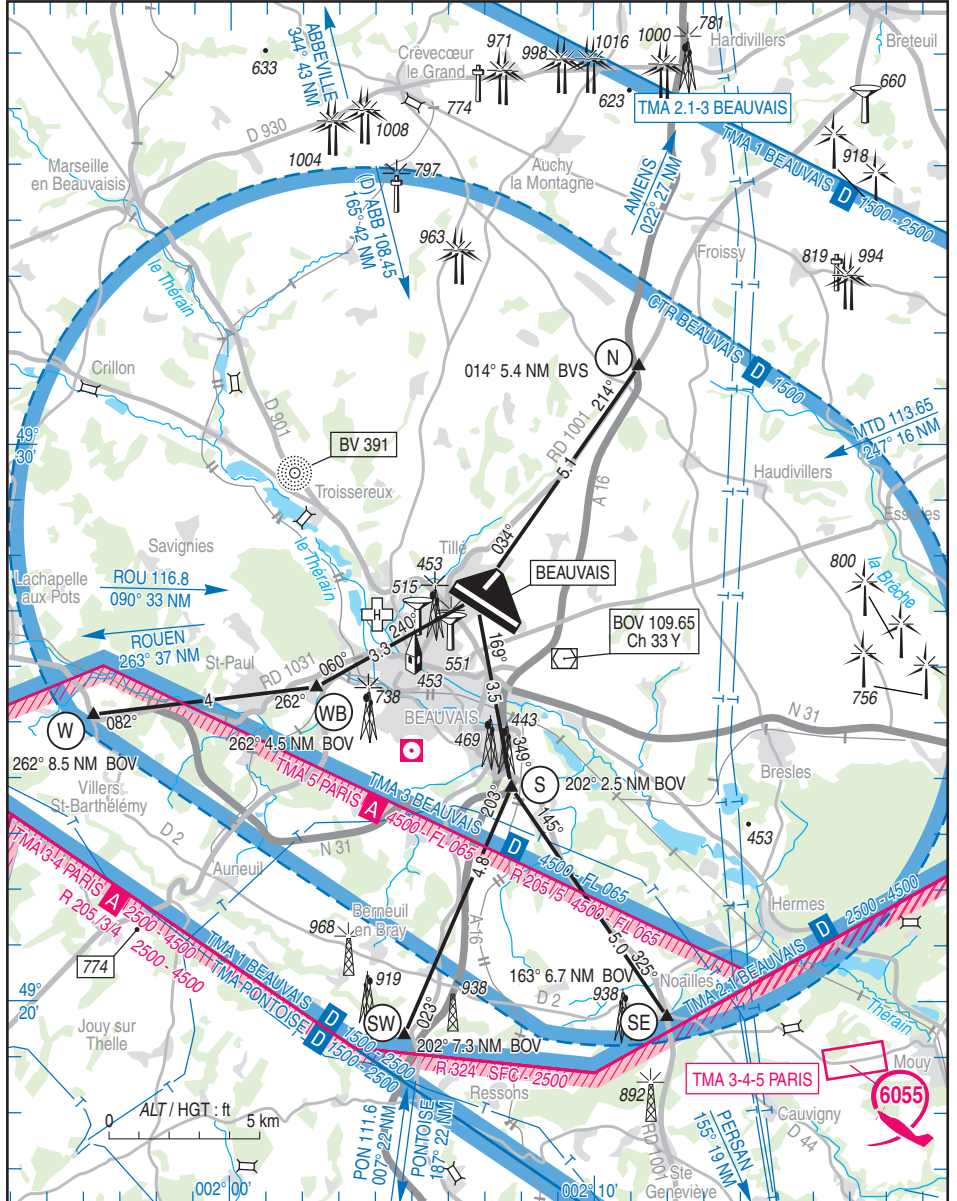 ABBEVILLE
344° 43 NM
633
Crèvecœur
le Grand
971
998
1016
1000
781
Hardivillers
Breteuil
660
623
TMA 2.1-3 BEAUVAIS
774
1008
1004
D 930
TMA 1 BEAUVAIS D 1500 - 2500
918
Marseille
en Beauvaisis
797
Auchy
la Montagne
AMIENS
022° 27 NM
(D) ABB 108.45
165° 42 NM
963
Froissy
819
994
le Thérain
CTR BEAUVAIS D 1500
N
014° 5.4 NM BVS
214°
Crillon
D 901
RD 1001
5.1
A 16
MTD 113.65
247° 16 NM
49°
30'
BV 391
Troissereux
Haudivillers
Essuiles
034°
Savignies
le Thérain
Tillé
453
BEAUVAIS
800
la Brèche
Lachapelle
aux Pots
ROU 116.8
090° 33 NM
515
H
240°
BOV 109.65
Ch 33 Y
ROUEN
263° 37 NM
St-Paul
RD 1031
060°
3.3
551
453
169°
756
4
262°
738
3.5
N 31
082°
W
WB
BEAUVAIS
443
469
349°
262° 4.5 NM BOV
262° 8.5 NM BOV
S
202° 2.5 NM BOV
Bresles
Villers
St-Barthélémy
TMA 3 BEAUVAIS D 4500 - FL 065
TMA 5 PARIS A 4500 - FL 065
R 205/5 4500 - FL 065
203°
145°
453
D 2
N 31
Auneuil
4.8
TMA 3-4 PARIS A 2500 - 4500
R 205 /3/4 2500 - 4500
A 16
Hermes
TMA 2.1 BEAUVAIS D 2500 - 4500
Berneuil
en Bray
968
5.0
774
325°
163° 6.7 NM BOV
Noailles
919
938
D 2
938
49°
20'
TMA 1 BEAUVAIS D 1500 - 2500
TMA PONTOISE D 1500 - 2500
SW
023°
SE
Thérain
Jouy sur
Thelle
202° 7.3 NM BOV
R 324 SFC - 2500
Mouy
TMA 3-4-5 PARIS
6055
Ressons
892
Cauvigny
D 44
ALT / HGT : ft
0 5 km
PON 111.6
007° 22 NM
PONTOISE
187° 22 NM
RD 1001
PERSAN
155° 19 NM
Ste
Geneviève
002° 00'
002° 10'